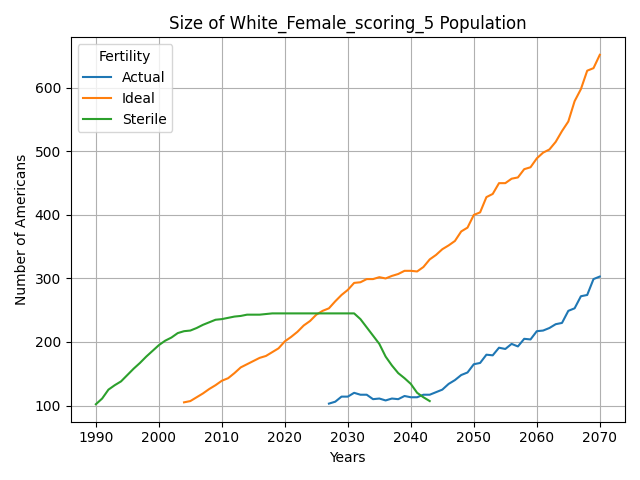 Size of White_Female_scoring_5 Population
Fertility
Actual
Ideal
Sterile
Number of Americans
600
500
400
300
200
100
1990 2000 2010 2020 2030 2040 2050 2060 2070
Years